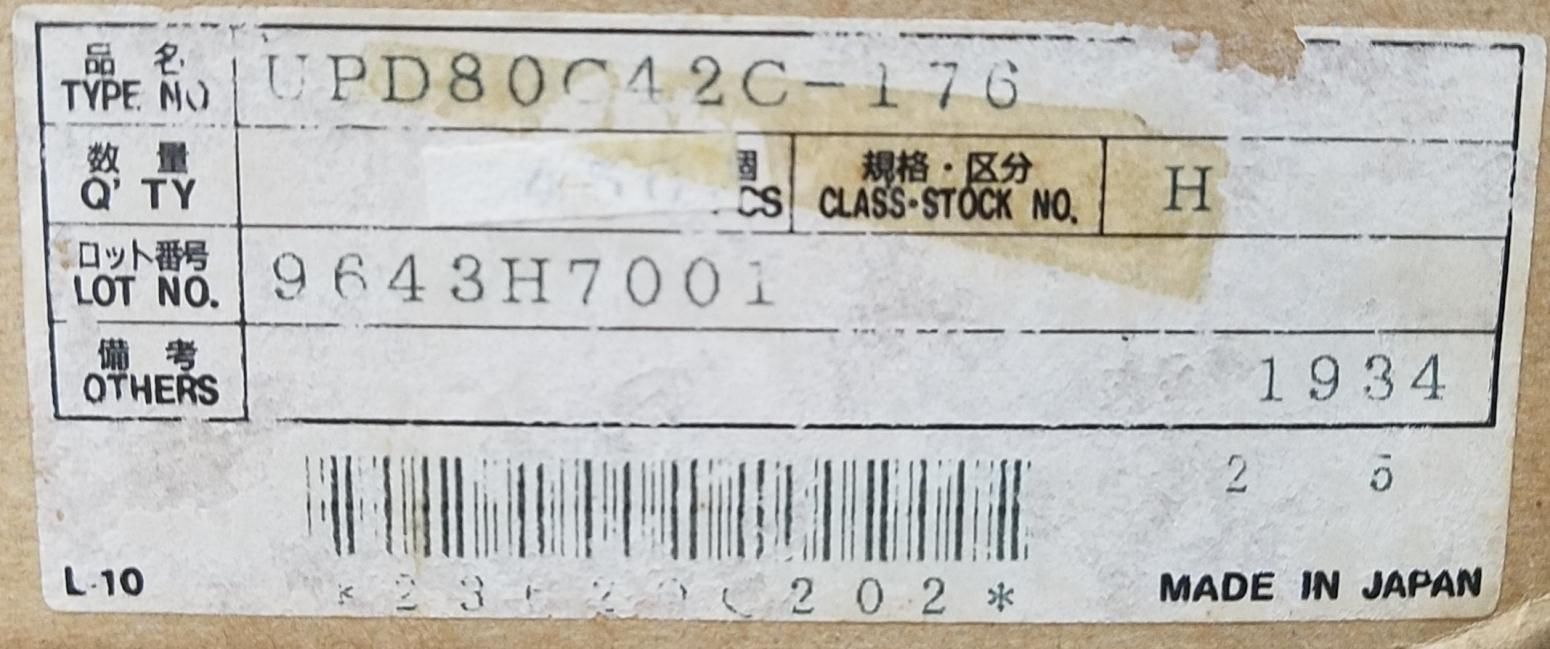 品 名 UPD80C42C-176
TYPE NO
数 量 個 規格・区分 H
Q'TY CLASS・STOCK NO.
ロット番号 9643H7001
LOT NO.
備 考 1934
OTHERS
2 5
L-10 MADE IN JAPAN